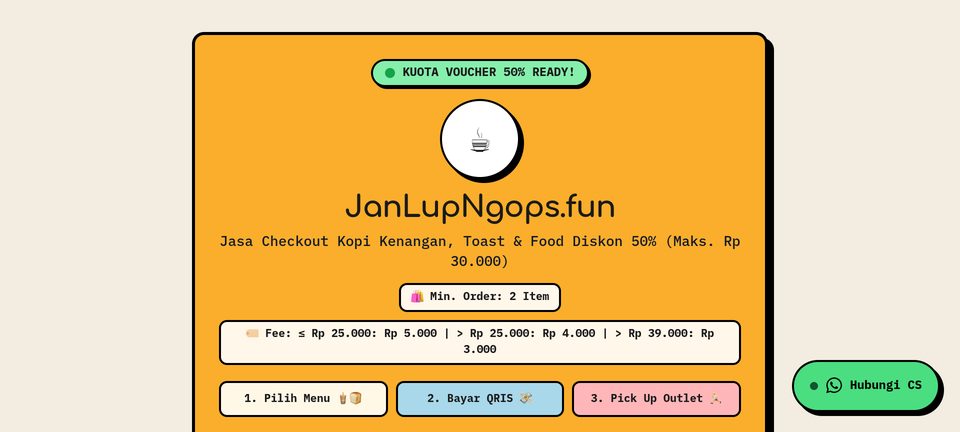 KUOTA VOUCHER 50% READY!
JanLupNgops.fun
Jasa Checkout Kopi Kenangan, Toast & Food Diskon 50% (Maks. Rp
30.000)
🛍️ Min. Order: 2 Item
🎫 Fee: ≤ Rp 25.000: Rp 5.000 | > Rp 25.000: Rp 4.000 | > Rp 39.000: Rp
3.000
1. Pilih Menu 🧋🍞
2. Bayar QRIS 💸
3. Pick Up Outlet 🏃
Hubungi CS